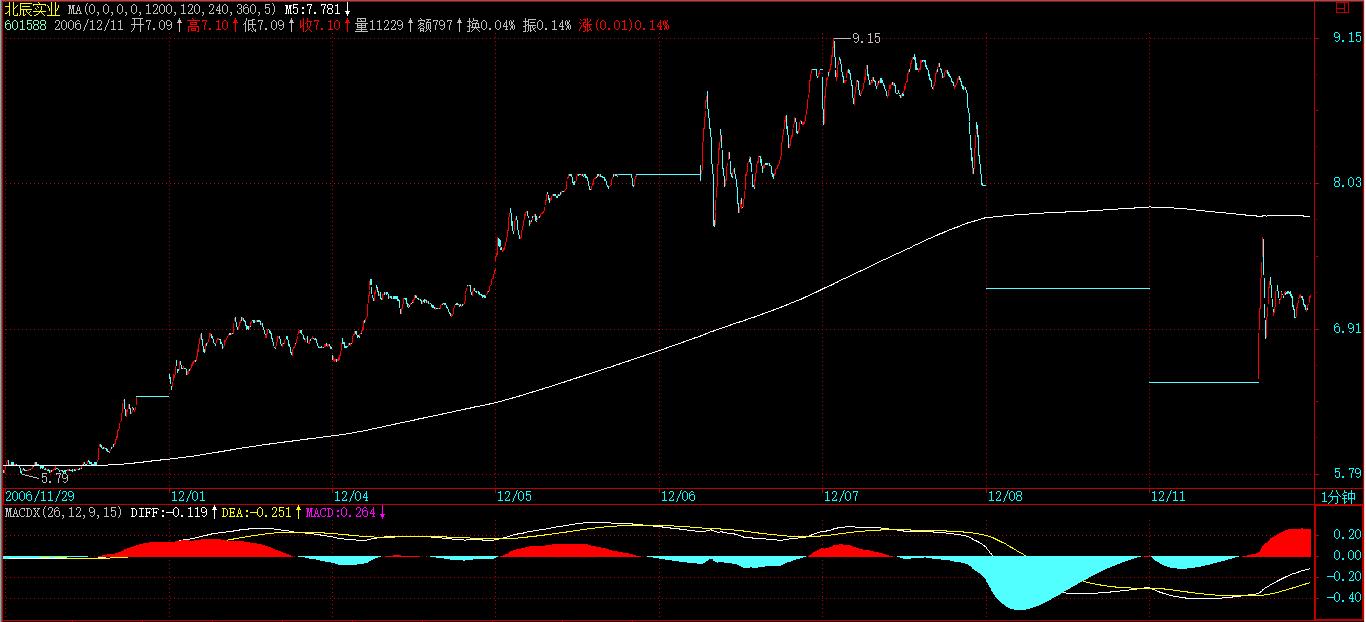 北辰实业 MA(0,0,0,0,1200,120,240,360,5) M5:7.781↓
601588 2006/12/11 开7.09↑高7.10↑低7.09↑收7.10↑量11229↑额797↑换0.04% 振0.14% 涨(0.01)0.14%
9.15
9.15
8.03
6.91
5.79
5.79
2006/11/29 12/01 12/04 12/05 12/06 12/07 12/08 12/11 1分钟
MACDX(26,12,9,15) DIFF:-0.119↑DEA:-0.251↑MACD:0.264↓
0.20
0.00
-0.20
-0.40